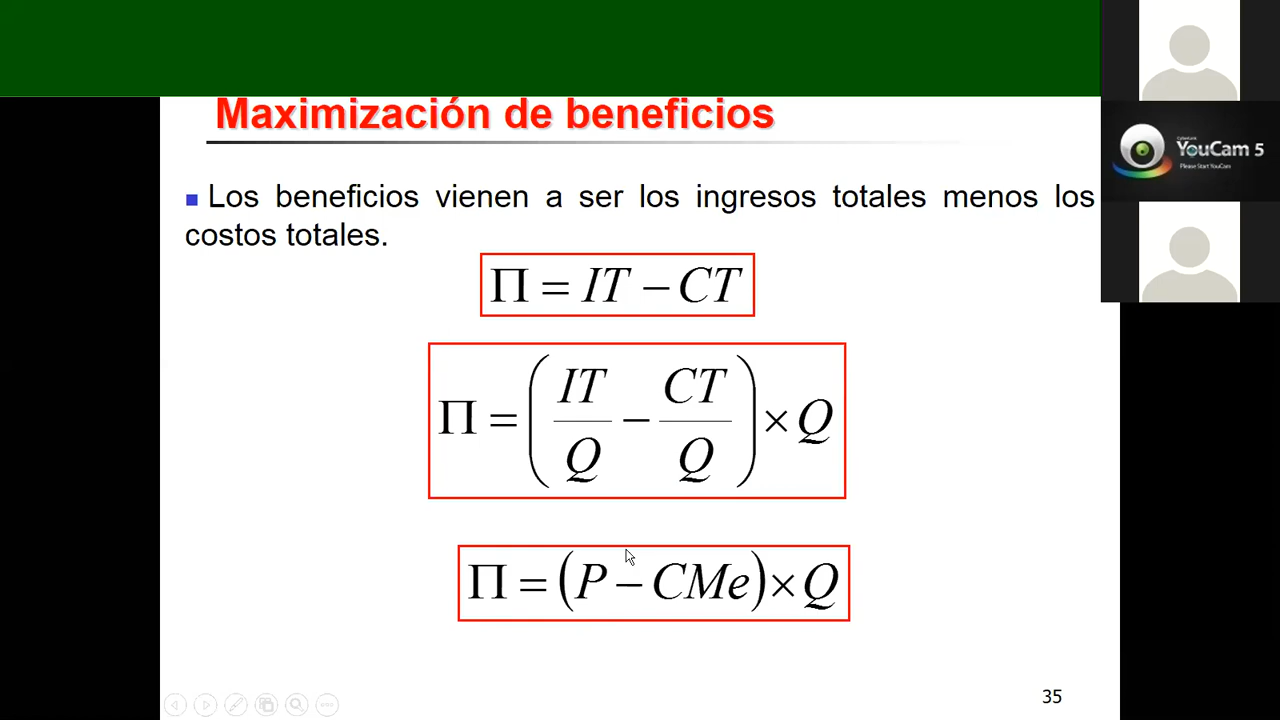 Maximización de beneficios
Los beneficios vienen a ser los ingresos totales menos los
costos totales.
Π = IT − CT
Π = (IT/Q − CT/Q) × Q
Π = (P − CMe) × Q
35
CyberLink
YouCam 5
Please Start YouCam